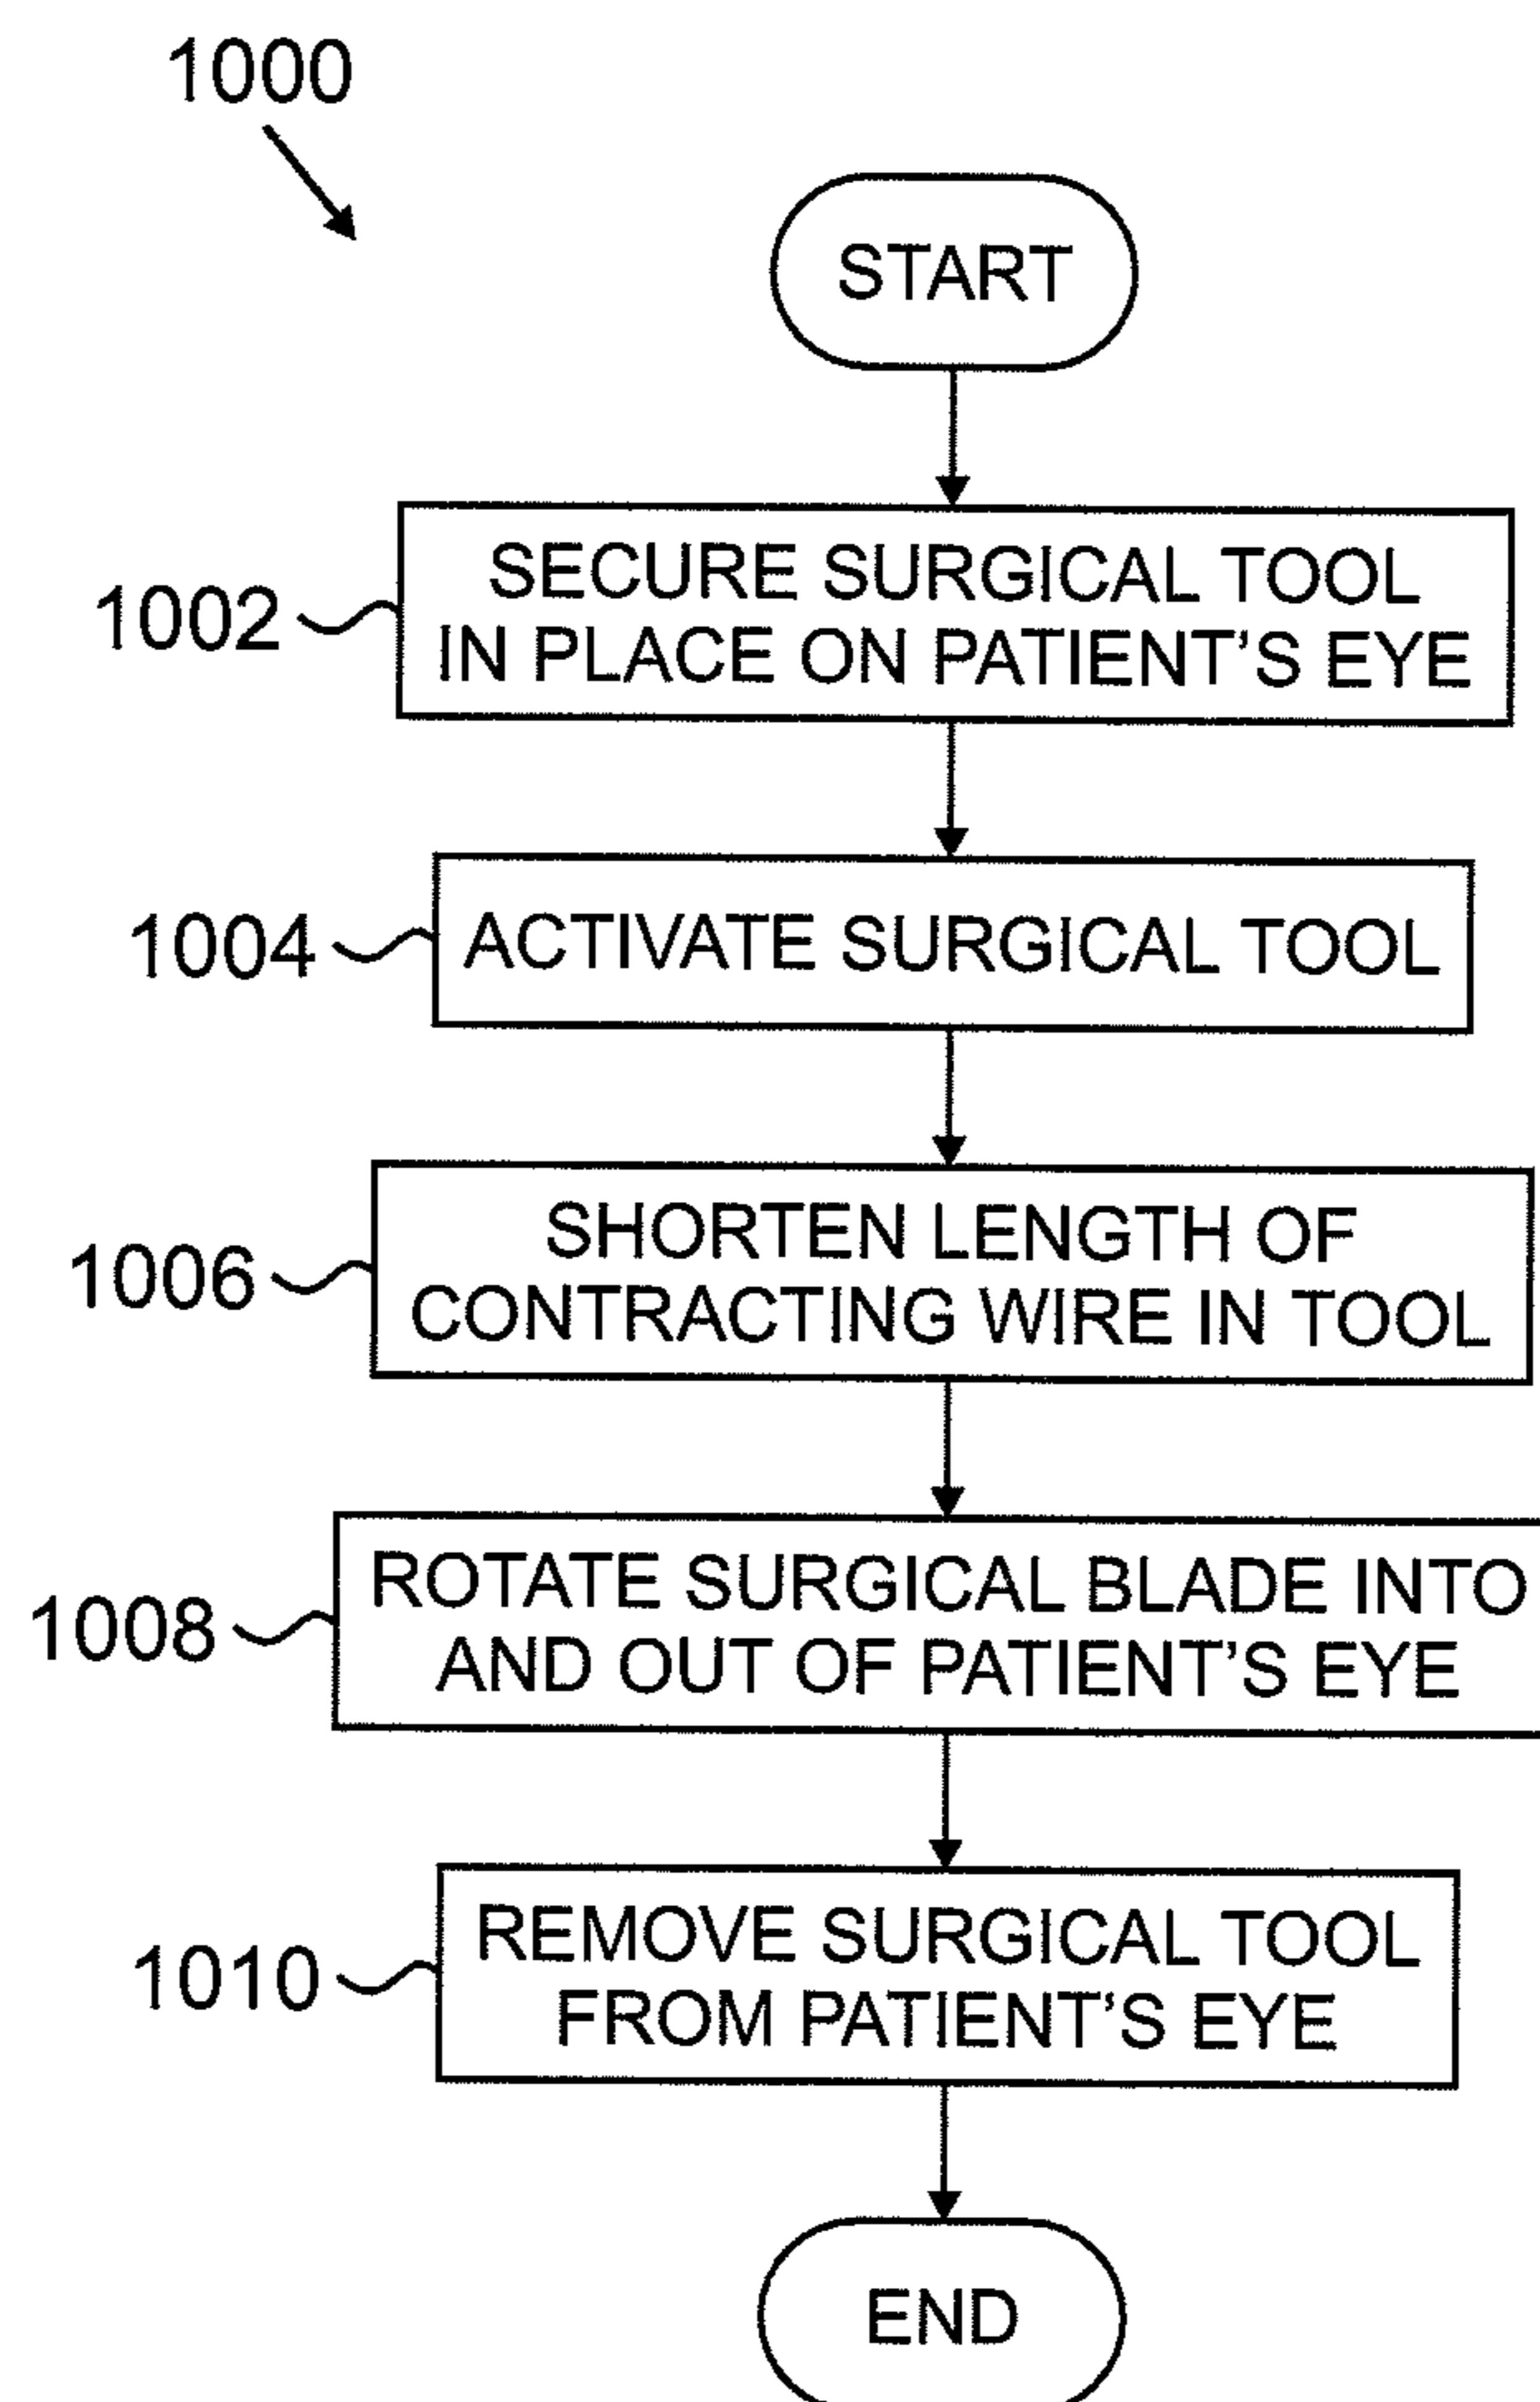 1000
START
1002
SECURE SURGICAL TOOL
IN PLACE ON PATIENT'S EYE
1004
ACTIVATE SURGICAL TOOL
1006
SHORTEN LENGTH OF
CONTRACTING WIRE IN TOOL
1008
ROTATE SURGICAL BLADE INTO
AND OUT OF PATIENT'S EYE
1010
REMOVE SURGICAL TOOL
FROM PATIENT'S EYE
END